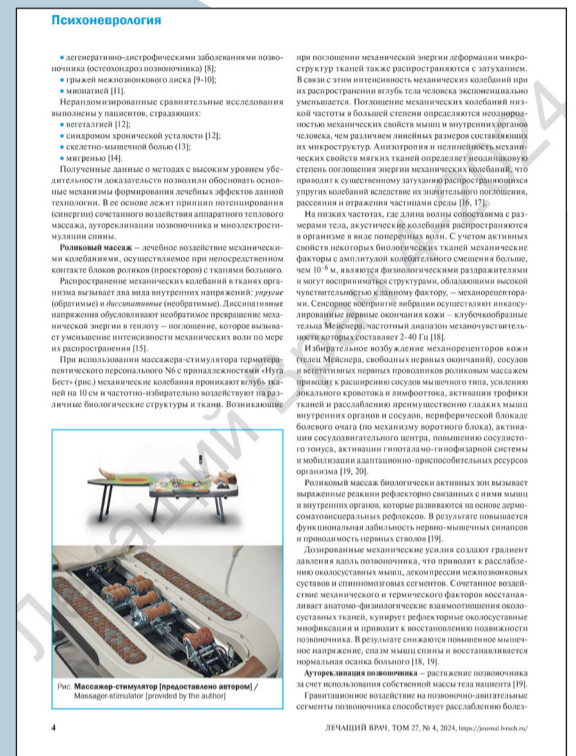 Психоневрология
• дегенеративно-дистрофическими заболеваниями позво-
ночника (остеохондроз позвоночника) [8];
• грыжей межпозвонкового диска [9-10];
• миопатией [11].
Нерандомизированные сравнительные исследования
выполнены у пациентов, страдающих:
• вегеталгией [12];
• синдромом хронической усталости [12];
• скелетно-мышечной болью (13);
• мигренью [14].
Полученные данные о методах с высоким уровнем убе-
дительности доказательств позволили обосновать основ-
ные механизмы формирования лечебных эффектов данной
технологии. В ее основе лежит принцип потенцирования
(синергии) сочетанного воздействия аппаратного теплового
массажа, аутореклинации позвоночника и миоэлектрости-
муляции спины.
Роликовый массаж – лечебное воздействие механически-
ми колебаниями, осуществляемое при непосредственном
контакте блоков роликов (проекторов) с тканями больного.
Распространение механических колебаний в тканях орга-
низма вызывает два вида внутренних напряжений: упругие
(обратимые) и диссипативные (необратимые). Диссипативные
напряжения обусловливают необратимое превращение меха-
нической энергии в теплоту – поглощение, которое вызыва-
ет уменьшение интенсивности механических волн по мере
их распространения [15].
При использовании массажера-стимулятора термотера-
певтического персонального N6 с принадлежностями «Нуга
Бест» (рис.) механические колебания проникают вглубь тка-
ней на 10 см и частотно-избирательно воздействуют на раз-
личные биологические структуры и ткани. Возникающие
Рис. Массажер-стимулятор [предоставлено автором] /
Massager-stimulator [provided by the author]
при поглощении механической энергии деформации микро-
структур тканей также распространяются с затуханием.
В связи с этим интенсивность механических колебаний при
их распространении вглубь тела человека экспоненциально
уменьшается. Поглощение механических колебаний низ-
кой частоты в большей степени определяются неоднород-
ностью механических свойств мышц и внутренних органов
человека, чем различием линейных размеров составляющих
их микроструктур. Анизотропия и нелинейность механи-
ческих свойств мягких тканей определяет неодинаковую
степень поглощения энергии механических колебаний, что
приводит к существенному затуханию распространяющихся
упругих колебаний вследствие их значительного поглощения,
рассеяния и отражения частицами среды [16, 17].
На низких частотах, где длина волны сопоставима с раз-
мерами тела, акустические колебания распространяются
в организме в виде поперечных волн. С учетом активных
свойств некоторых биологических тканей механические
факторы с амплитудой колебательного смещения больше,
чем 10⁻⁶ м, являются физиологическими раздражителями
и могут восприниматься структурами, обладающими высокой
чувствительностью к данному фактору, – механорецептора-
ми. Сенсорное восприятие вибрации осуществляют инкапсу-
лированные нервные окончания кожи – клубочкообразные
тельца Мейснера, частотный диапазон механочувствитель-
ности которых составляет 2-40 Гц [18].
Избирательное возбуждение механорецепторов кожи
(телец Мейснера, свободных нервных окончаний), сосудов
и вегетативных нервных проводников роликовым массажем
приводит к расширению сосудов мышечного типа, усилению
локального кровотока и лимфооттока, активации трофики
тканей и расслаблению преимущественно гладких мышц
внутренних органов и сосудов, периферической блокаде
болевого очага (по механизму воротного блока), актива-
ции сосудодвигательного центра, повышению сосудисто-
го тонуса, активации гипоталамо-гипофизарной системы
и мобилизации адаптационно-приспособительных ресурсов
организма [19, 20].
Роликовый массаж биологически активных зон вызывает
выраженные реакции рефлекторно связанных с ними мышц
и внутренних органов, которые развиваются на основе дермо-
соматовисцеральных рефлексов. В результате повышается
функциональная лабильность нервно-мышечных синапсов
и проводимость нервных стволов [19].
Дозированные механические усилия создают градиент
давления вдоль позвоночника, что приводит к расслабле-
нию околосуставных мышц, декомпрессии межпозвонковых
суставов и спинномозговых сегментов. Сочетанное воздей-
ствие механического и термического факторов восстанав-
ливает анатомо-физиологические взаимоотношения около-
суставных тканей, купирует рефлекторные околосуставные
миофиксации и приводит к восстановлению подвижности
позвоночника. В результате снижаются повышенное мышеч-
ное напряжение, спазм мышц спины и восстанавливается
нормальная осанка больного [18, 19].
Аутореклинация позвоночника – растяжение позвоночника
за счет использования собственной массы тела пациента [19].
Гравитационное воздействие на позвоночно-двигательные
сегменты позвоночника способствует расслаблению болез-
4
ЛЕЧАЩИЙ ВРАЧ, ТОМ 27, № 4, 2024, https://journal.lvrach.ru/
Лечащий Врач 4-2024